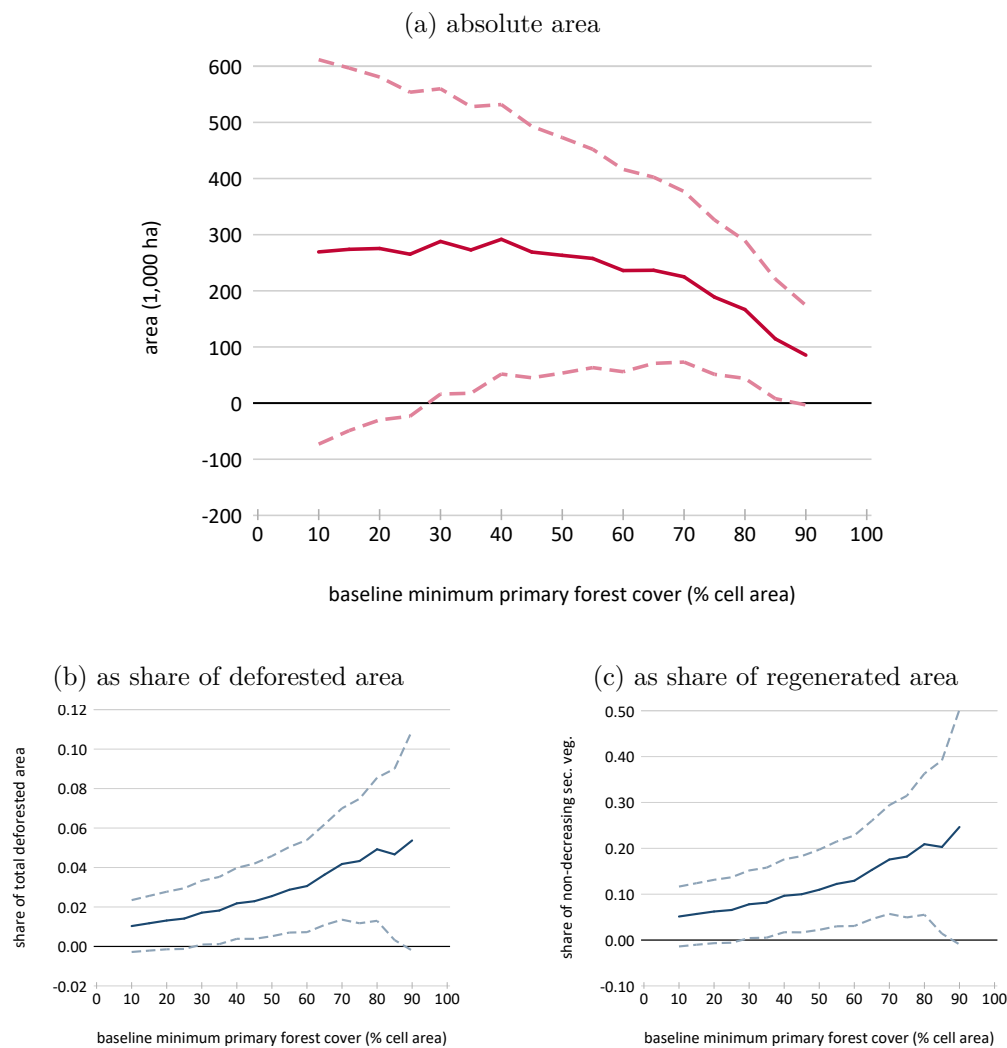 (a) absolute area
area (1,000 ha)
600
500
400
300
200
100
0
-100
-200
0 10 20 30 40 50 60 70 80 90 100
baseline minimum primary forest cover (% cell area)
(b) as share of deforested area
share of total deforested area
0.12
0.10
0.08
0.06
0.04
0.02
0.00
-0.02
0 10 20 30 40 50 60 70 80 90 100
baseline minimum primary forest cover (% cell area)
(c) as share of regenerated area
share of non-decreasing sec. veg.
0.50
0.40
0.30
0.20
0.10
0.00
-0.10
0 10 20 30 40 50 60 70 80 90 100
baseline minimum primary forest cover (% cell area)